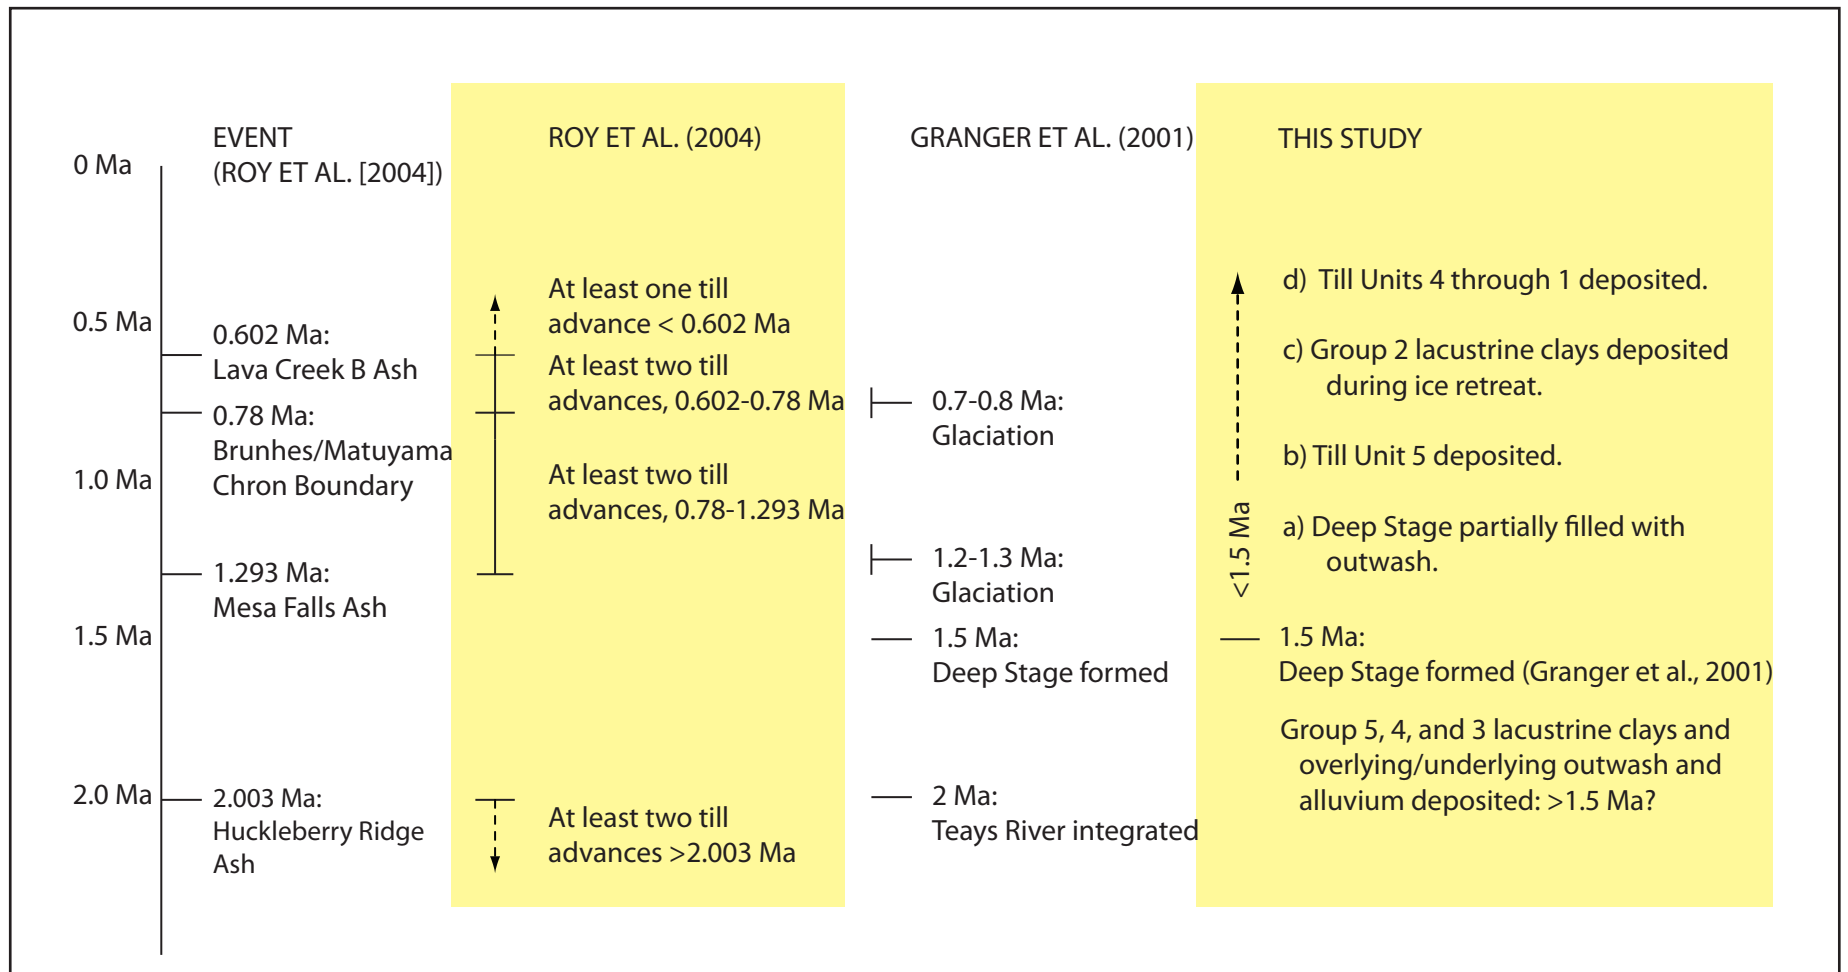 0 Ma
0.5 Ma
1.0 Ma
1.5 Ma
2.0 Ma
EVENT
(ROY ET AL. [2004])
0.602 Ma:
Lava Creek B Ash
0.78 Ma:
Brunhes/Matuyama
Chron Boundary
1.293 Ma:
Mesa Falls Ash
2.003 Ma:
Huckleberry Ridge
Ash
ROY ET AL. (2004)
At least one till
advance < 0.602 Ma
At least two till
advances, 0.602-0.78 Ma
At least two till
advances, 0.78-1.293 Ma
At least two till
advances >2.003 Ma
GRANGER ET AL. (2001)
0.7-0.8 Ma:
Glaciation
1.2-1.3 Ma:
Glaciation
1.5 Ma:
Deep Stage formed
2 Ma:
Teays River integrated
THIS STUDY
<1.5 Ma
d) Till Units 4 through 1 deposited.
c) Group 2 lacustrine clays deposited
during ice retreat.
b) Till Unit 5 deposited.
a) Deep Stage partially filled with
outwash.
1.5 Ma:
Deep Stage formed (Granger et al., 2001)
Group 5, 4, and 3 lacustrine clays and
overlying/underlying outwash and
alluvium deposited: >1.5 Ma?